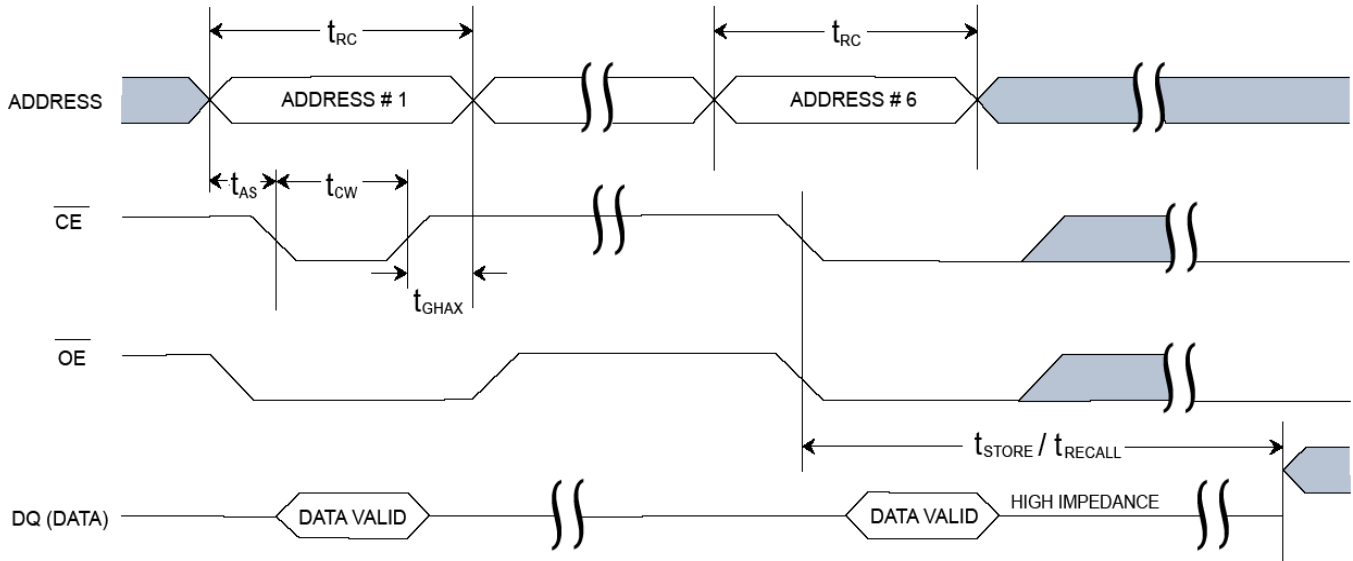 tRC
tRC
ADDRESS
ADDRESS # 1
ADDRESS # 6
tAS
tCW
CE
tGHAX
OE
tSTORE / tRECALL
DQ (DATA)
DATA VALID
DATA VALID
HIGH IMPEDANCE